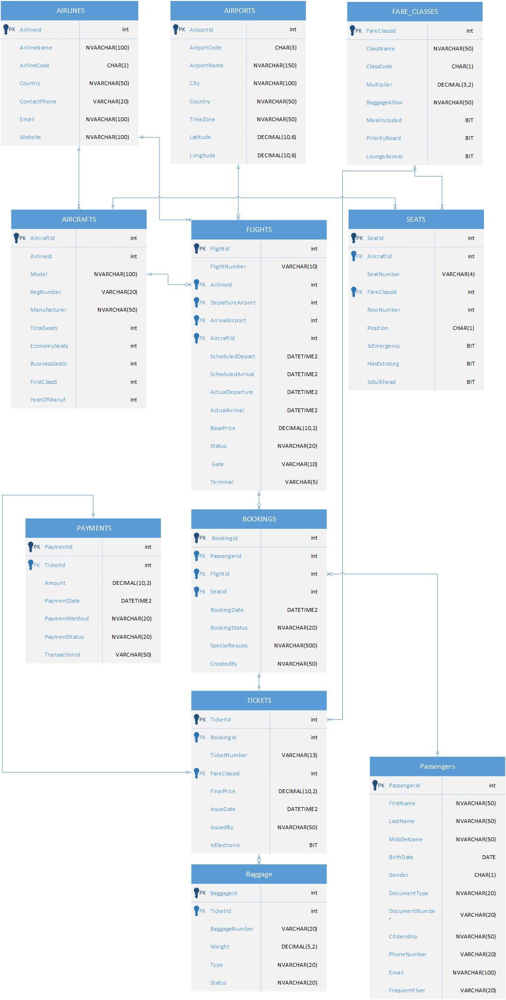 AIRLINES
PK AirlineId int
AirlineName NVARCHAR(100)
AirlineCode CHAR(2)
Country NVARCHAR(50)
ContactPhone VARCHAR(20)
Email NVARCHAR(100)
Website NVARCHAR(100)
AIRPORTS
PK AirportId int
AirportCode CHAR(3)
AirportName NVARCHAR(150)
City NVARCHAR(100)
Country NVARCHAR(50)
TimeZone NVARCHAR(50)
Latitude DECIMAL(10,6)
Longitude DECIMAL(10,6)
FARE_CLASSES
PK FareClassId int
ClassName NVARCHAR(50)
ClassCode CHAR(1)
Multiplier DECIMAL(3,2)
BaggageAllow NVARCHAR(50)
MealIncluded BIT
PriorityBoard BIT
LoungeAccess BIT
AIRCRAFTS
PK AircraftId int
AirlineId int
Model NVARCHAR(100)
RegNumber VARCHAR(20)
Manufacturer NVARCHAR(50)
TotalSeats int
EconomySeats int
BusinessSeats int
FirstClassS int
YearOfManuf int
FLIGHTS
PK FlightId int
FlightNumber VARCHAR(10)
FK AirlineId int
FK DepartureAirport int
FK ArrivalAirport int
FK AircraftId int
ScheduledDepart DATETIME2
ScheduledArrival DATETIME2
ActualDeparture DATETIME2
ActualArrival DATETIME2
BasePrice DECIMAL(10,2)
Status NVARCHAR(20)
Gate VARCHAR(10)
Terminal VARCHAR(5)
SEATS
PK SeatId int
FK AircraftId int
SeatNumber VARCHAR(4)
FK FareClassId int
RowNumber int
Position CHAR(1)
IsEmergency BIT
HasExtraLeg BIT
IsBulkhead BIT
PAYMENTS
PK PaymentId int
FK TicketId int
Amount DECIMAL(10,2)
PaymentDate DATETIME2
PaymentMethod NVARCHAR(20)
PaymentStatus NVARCHAR(20)
TransactionId VARCHAR(50)
BOOKINGS
PK BookingId int
FK PassengerId int
FK FlightId int
FK SeatId int
BookingDate DATETIME2
BookingStatus NVARCHAR(20)
SpecialReques NVARCHAR(500)
CreatedBy NVARCHAR(50)
TICKETS
PK TicketId int
FK BookingId int
TicketNumber VARCHAR(13)
FK FareClassId int
FinalPrice DECIMAL(10,2)
IssueDate DATETIME2
IssuedBy NVARCHAR(50)
IsElectronic BIT
Passengers
PK PassengerId int
FirstName NVARCHAR(50)
LastName NVARCHAR(50)
MiddleName NVARCHAR(50)
BirthDate DATE
Gender CHAR(1)
DocumentType NVARCHAR(20)
DocumentNumbe
r VARCHAR(20)
Citizenship NVARCHAR(50)
PhoneNumber VARCHAR(20)
Email NVARCHAR(100)
FrequentFlyer VARCHAR(20)
Baggage
PK BaggageId int
FK TicketId int
BaggageNumber VARCHAR(20)
Weight DECIMAL(5,2)
Type NVARCHAR(20)
Status NVARCHAR(20)